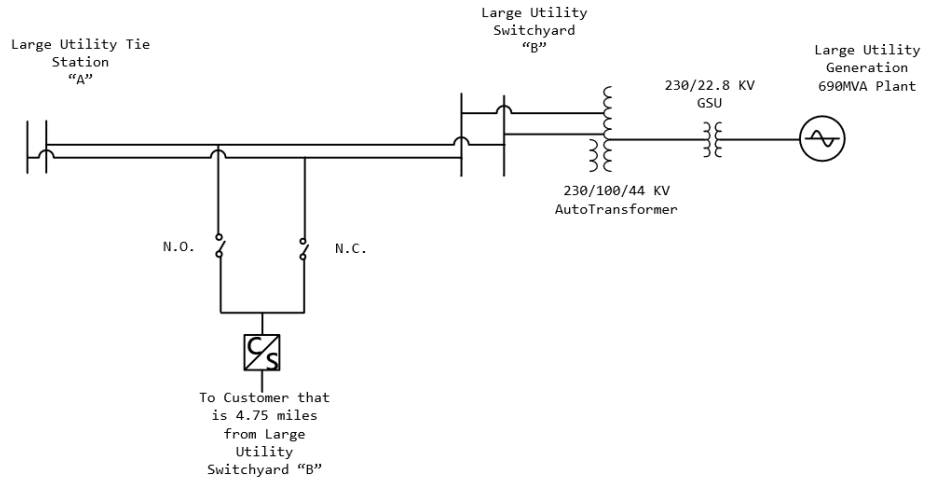 Large Utility Tie
Station
“A”
Large Utility
Switchyard
“B”
Large Utility
Generation
690MVA Plant
230/22.8 KV
GSU
230/100/44 KV
AutoTransformer
N.O.
N.C.
C/S
To Customer that
is 4.75 miles
from Large
Utility
Switchyard “B”